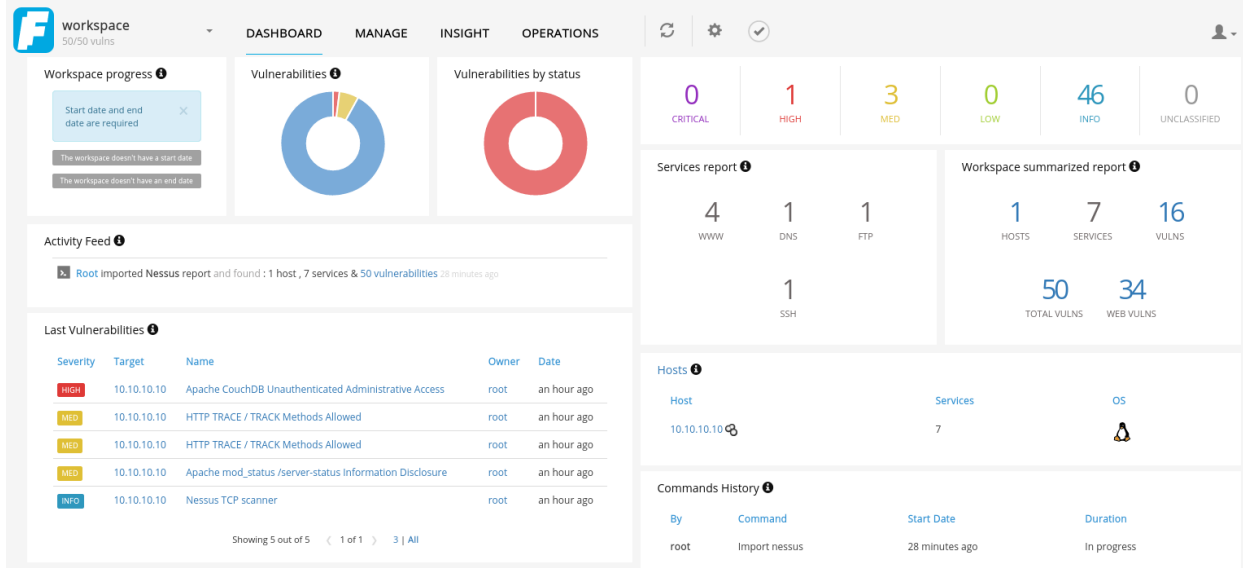 workspace
50/50 vulns
DASHBOARD MANAGE INSIGHT OPERATIONS
Workspace progress
Start date and end
date are required
The workspace doesn't have a start date
The workspace doesn't have an end date
Vulnerabilities
Vulnerabilities by status
0 1 3 0 46 0
CRITICAL HIGH MED LOW INFO UNCLASSIFIED
Activity Feed
Root imported Nessus report and found : 1 host , 7 services & 50 vulnerabilities 28 minutes ago
Services report
4 1 1
WWW DNS FTP
1
SSH
Workspace summarized report
1 7 16
HOSTS SERVICES VULNS
50 34
TOTAL VULNS WEB VULNS
Last Vulnerabilities
Severity Target Name Owner Date
HIGH 10.10.10.10 Apache CouchDB Unauthenticated Administrative Access root an hour ago
MED 10.10.10.10 HTTP TRACE / TRACK Methods Allowed root an hour ago
MED 10.10.10.10 HTTP TRACE / TRACK Methods Allowed root an hour ago
MED 10.10.10.10 Apache mod_status /server-status Information Disclosure root an hour ago
INFO 10.10.10.10 Nessus TCP scanner root an hour ago
Showing 5 out of 5 1 of 1 3 | All
Hosts
Host Services OS
10.10.10.10 7
Commands History
By Command Start Date Duration
root Import nessus 28 minutes ago In progress